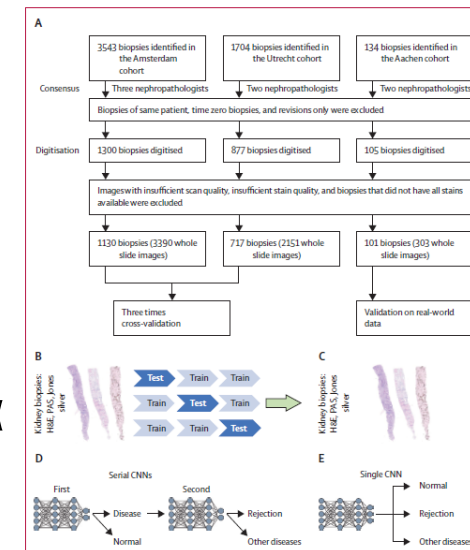 A
3543 biopsies identified in
the Amsterdam
cohort
1704 biopsies identified in
the Utrecht cohort
134 biopsies identified in
the Aachen cohort
Consensus
Three nephropathologists
Two nephropathologists
Two nephropathologists
Biopsies of same patient, time zero biopsies, and revisions only were excluded
Digitisation
1300 biopsies digitised
877 biopsies digitised
105 biopsies digitised
Images with insufficient scan quality, insufficient stain quality, and biopsies that did not have all stains
available were excluded
1130 biopsies (3390 whole
slide images)
717 biopsies (2151 whole
slide images)
101 biopsies (303 whole
slide images)
Three times
cross-validation
Validation on real-world
data
B
Kidney biopsies:
H&E, PAS, Jones
silver
Test Train Train
Train Test Train
Train Train Test
C
Kidney biopsies:
H&E, PAS, Jones
silver
D
Serial CNNs
First
Second
Disease
Normal
Rejection
Other diseases
E
Single CNN
Normal
Rejection
Other diseases